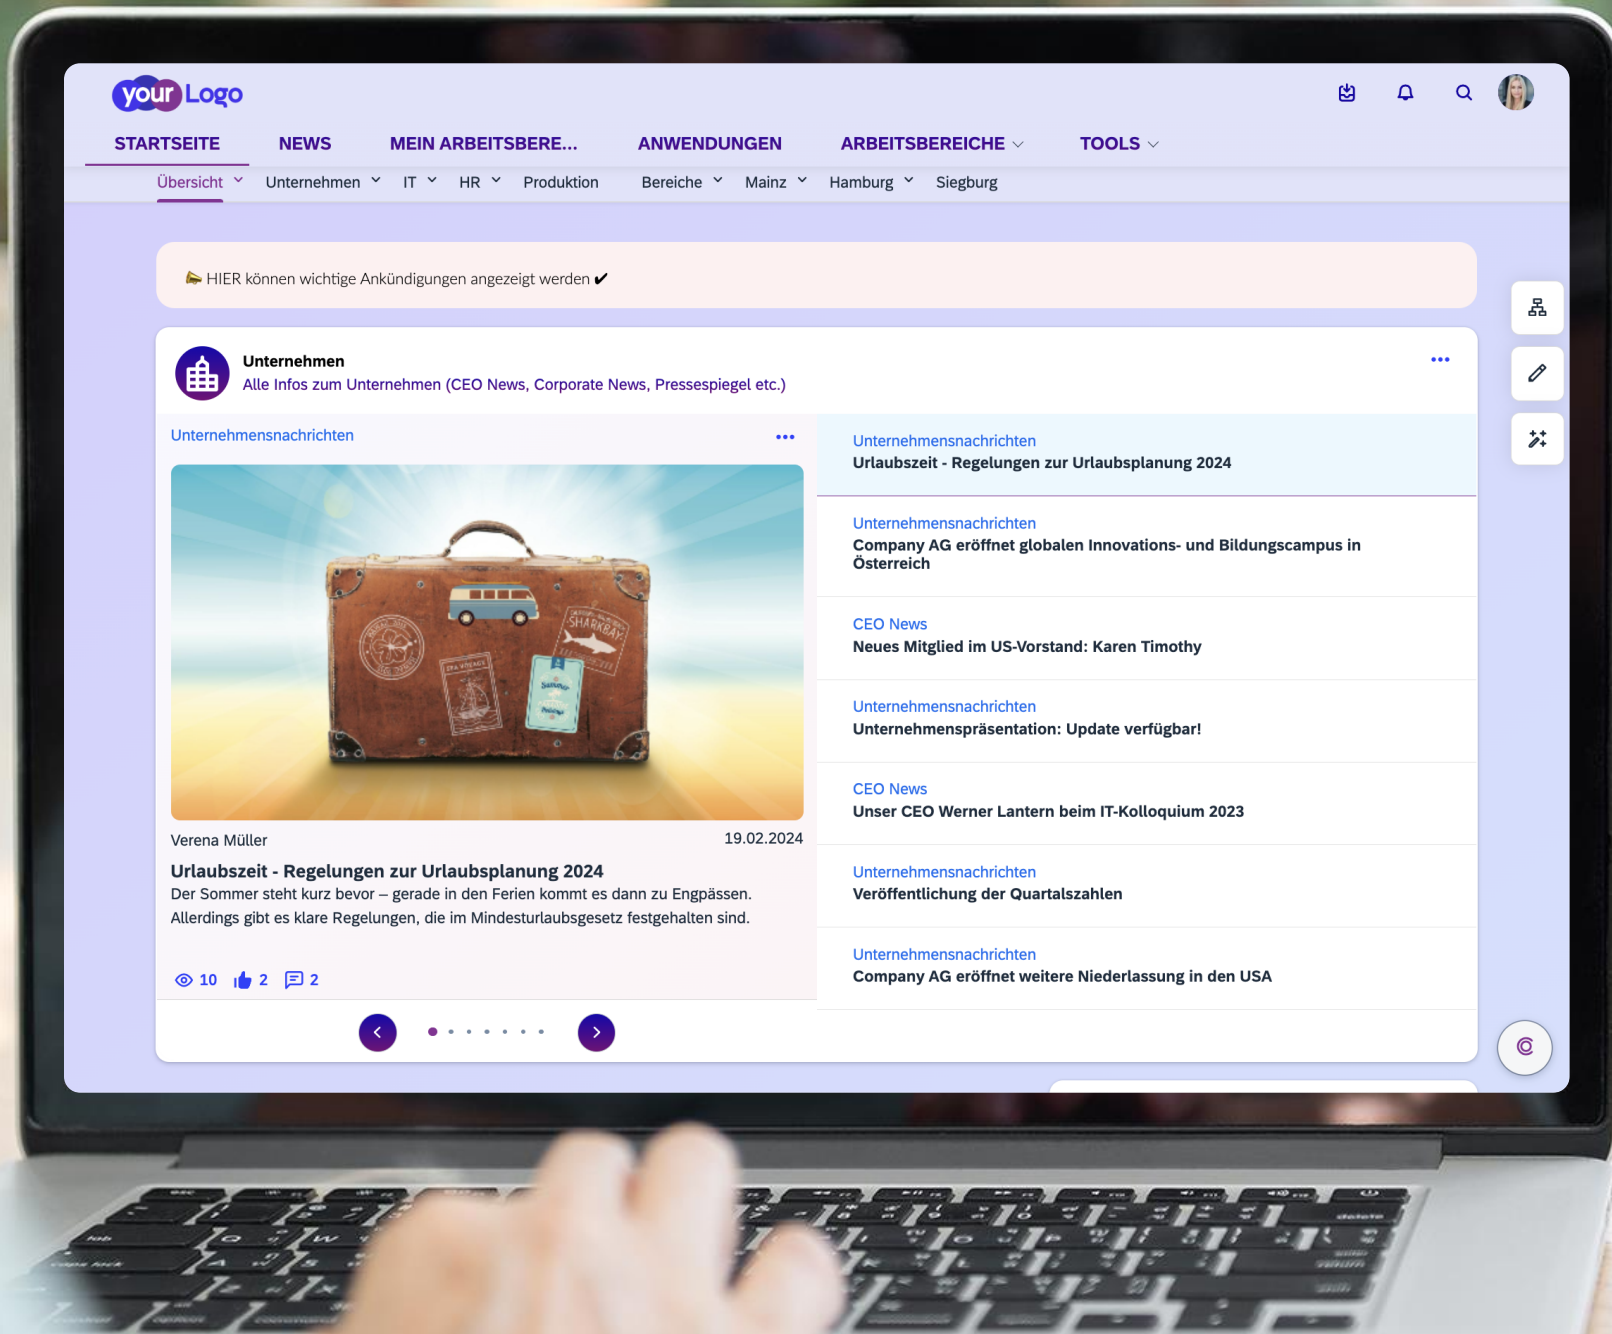 your Logo
STARTSEITE NEWS MEIN ARBEITSBERE... ANWENDUNGEN ARBEITSBEREICHE TOOLS
Übersicht Unternehmen IT HR Produktion Bereiche Mainz Hamburg Siegburg
HIER können wichtige Ankündigungen angezeigt werden ✔
Unternehmen
Alle Infos zum Unternehmen (CEO News, Corporate News, Pressespiegel etc.)
Unternehmensnachrichten
SHARKBAY
Summer
Verena Müller 19.02.2024
Urlaubszeit - Regelungen zur Urlaubsplanung 2024
Der Sommer steht kurz bevor – gerade in den Ferien kommt es dann zu Engpässen.
Allerdings gibt es klare Regelungen, die im Mindesturlaubsgesetz festgehalten sind.
10 2 2
Unternehmensnachrichten
Urlaubszeit - Regelungen zur Urlaubsplanung 2024
Unternehmensnachrichten
Company AG eröffnet globalen Innovations- und Bildungscampus in
Österreich
CEO News
Neues Mitglied im US-Vorstand: Karen Timothy
Unternehmensnachrichten
Unternehmenspräsentation: Update verfügbar!
CEO News
Unser CEO Werner Lantern beim IT-Kolloquium 2023
Unternehmensnachrichten
Veröffentlichung der Quartalszahlen
Unternehmensnachrichten
Company AG eröffnet weitere Niederlassung in den USA
esc
delete
tab Q W
caps lock A S